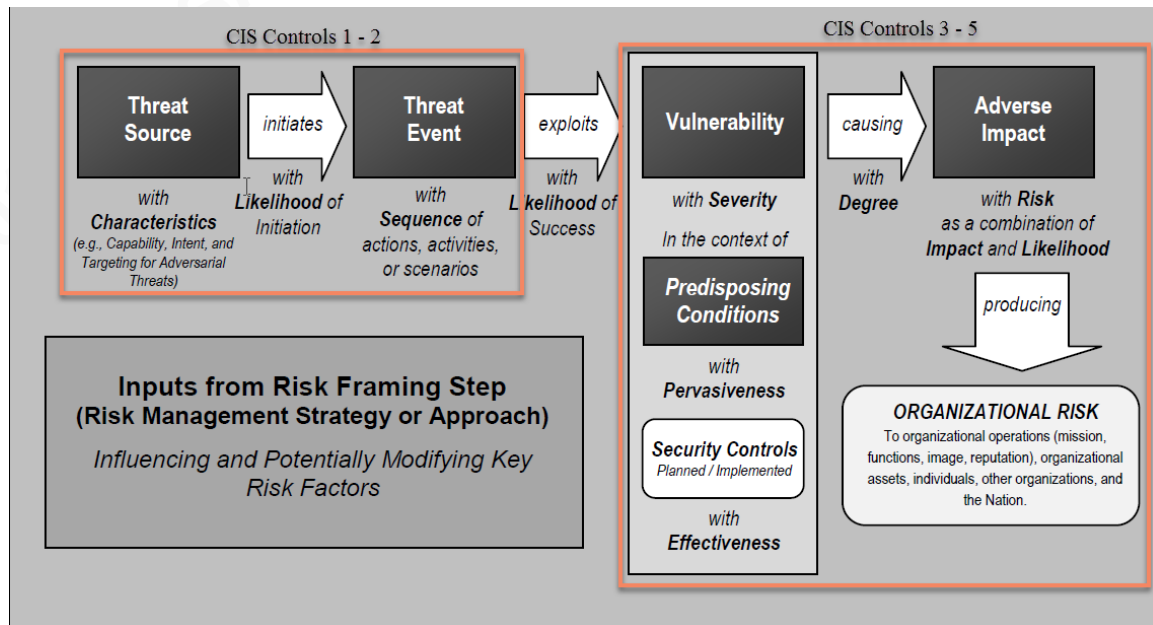 CIS Controls 1 - 2
CIS Controls 3 - 5
Threat
Source
initiates
Threat
Event
exploits
Vulnerability
causing
Adverse
Impact
with
Characteristics
(e.g., Capability, Intent, and
Targeting for Adversarial
Threats)
with
Likelihood of
Initiation
with
Sequence of
actions, activities,
or scenarios
with
Likelihood of
Success
with Severity
In the context of
Predisposing
Conditions
with
Pervasiveness
Security Controls
Planned / Implemented
with
Effectiveness
with
Degree
with Risk
as a combination of
Impact and Likelihood
producing
ORGANIZATIONAL RISK
To organizational operations (mission,
functions, image, reputation), organizational
assets, individuals, other organizations, and
the Nation.
Inputs from Risk Framing Step
(Risk Management Strategy or Approach)
Influencing and Potentially Modifying Key
Risk Factors